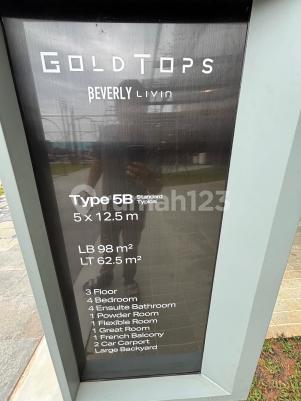 GOLDTOPS
BEVERLY LIVIN
Type 5B Standard Typical
5 x 12.5 m
rumah123
LB 98 m²
LT 62.5 m²
3 Floor
4 Bedroom
4 Ensuite Bathroom
1 Powder Room
1 Flexible Room
1 Great Room
1 French Balcony
2 Car Carport
Large Backyard